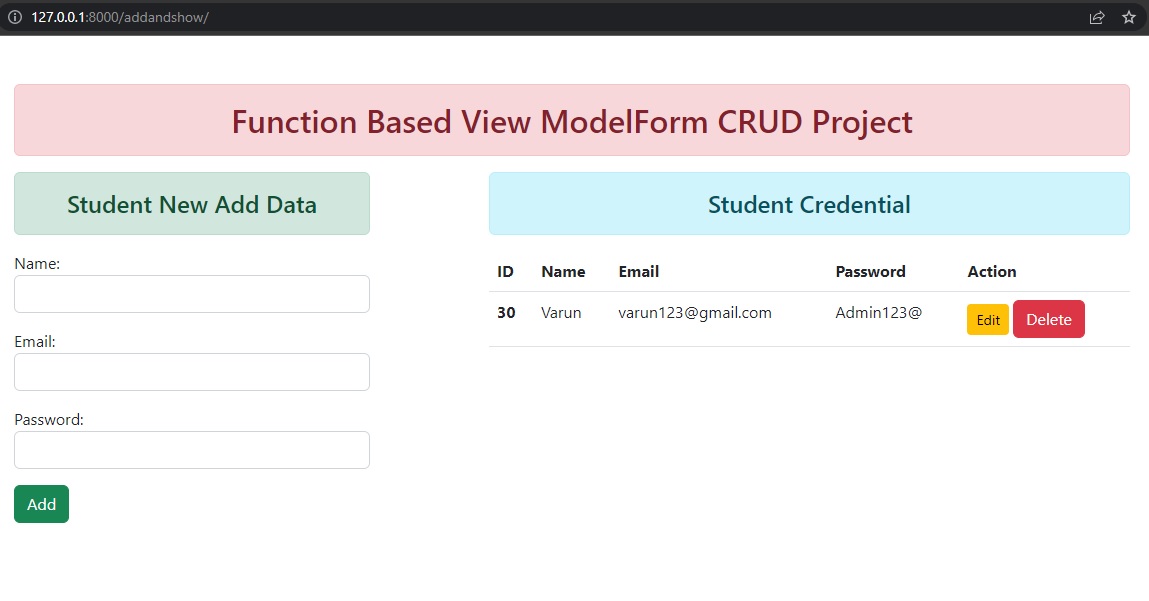 127.0.0.1:8000/addandshow/
Function Based View ModelForm CRUD Project
Student New Add Data
Name:
Email:
Password:
Add
Student Credential
ID Name Email Password Action
30 Varun varun123@gmail.com Admin123@ Edit Delete